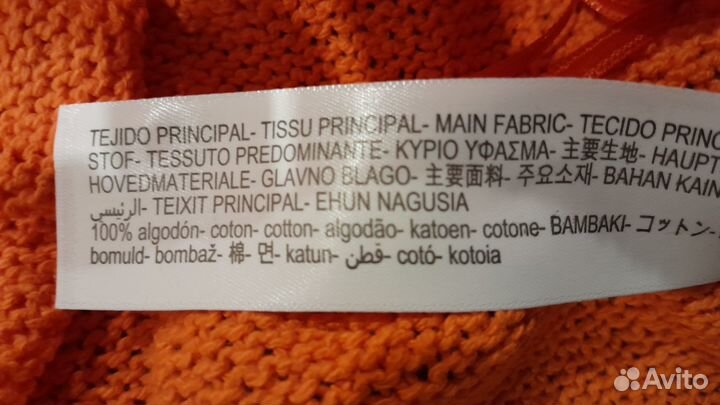 TEJIDO PRINCIPAL- TISSU PRINCIPAL- MAIN FABRIC- TECIDO PRINC
STOF- TESSUTO PREDOMINANTE- ΚΥΡΙΟ ΥΦΑΣΜΑ- 主要生地- HAUPT
HOVEDMATERIALE- GLAVNO BLAGO- 主要面料- 주요소재- BAHAN KAIN
الرئيسي- TEIXIT PRINCIPAL- EHUN NAGUSIA
100% algodón- coton- cotton- algodão- katoen- cotone- BAMBAKI- コットン-
bomuld- bombaž- 棉- 면- katun- قطن- cotó- kotoia
Avito